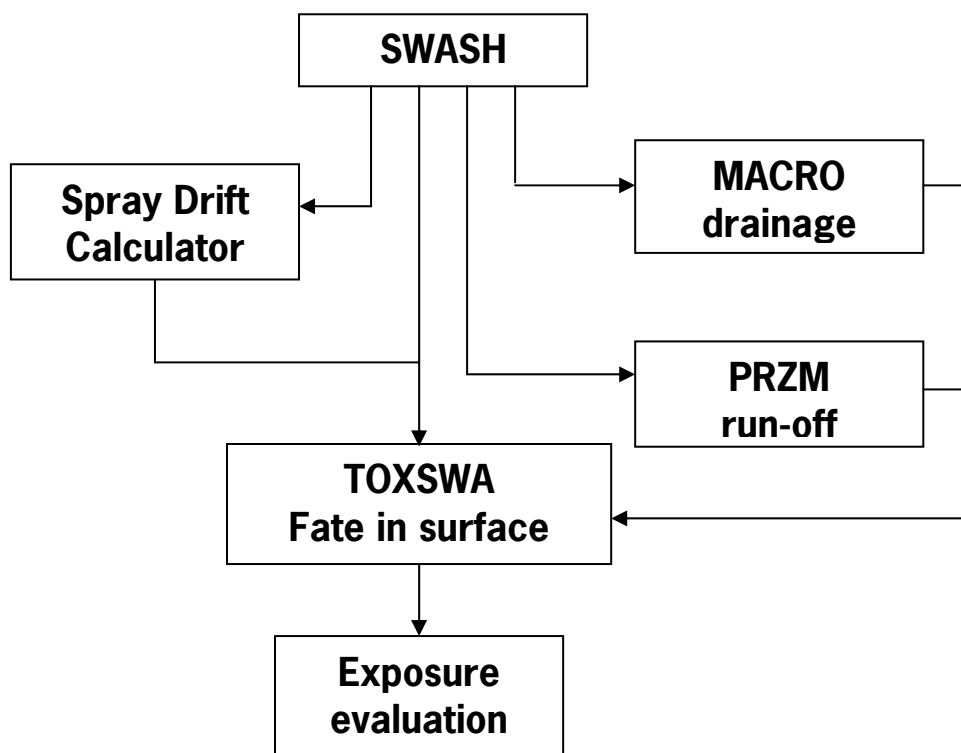 SWASH
Spray Drift
Calculator
MACRO
drainage
PRZM
run-off
TOXSWA
Fate in surface
Exposure
evaluation